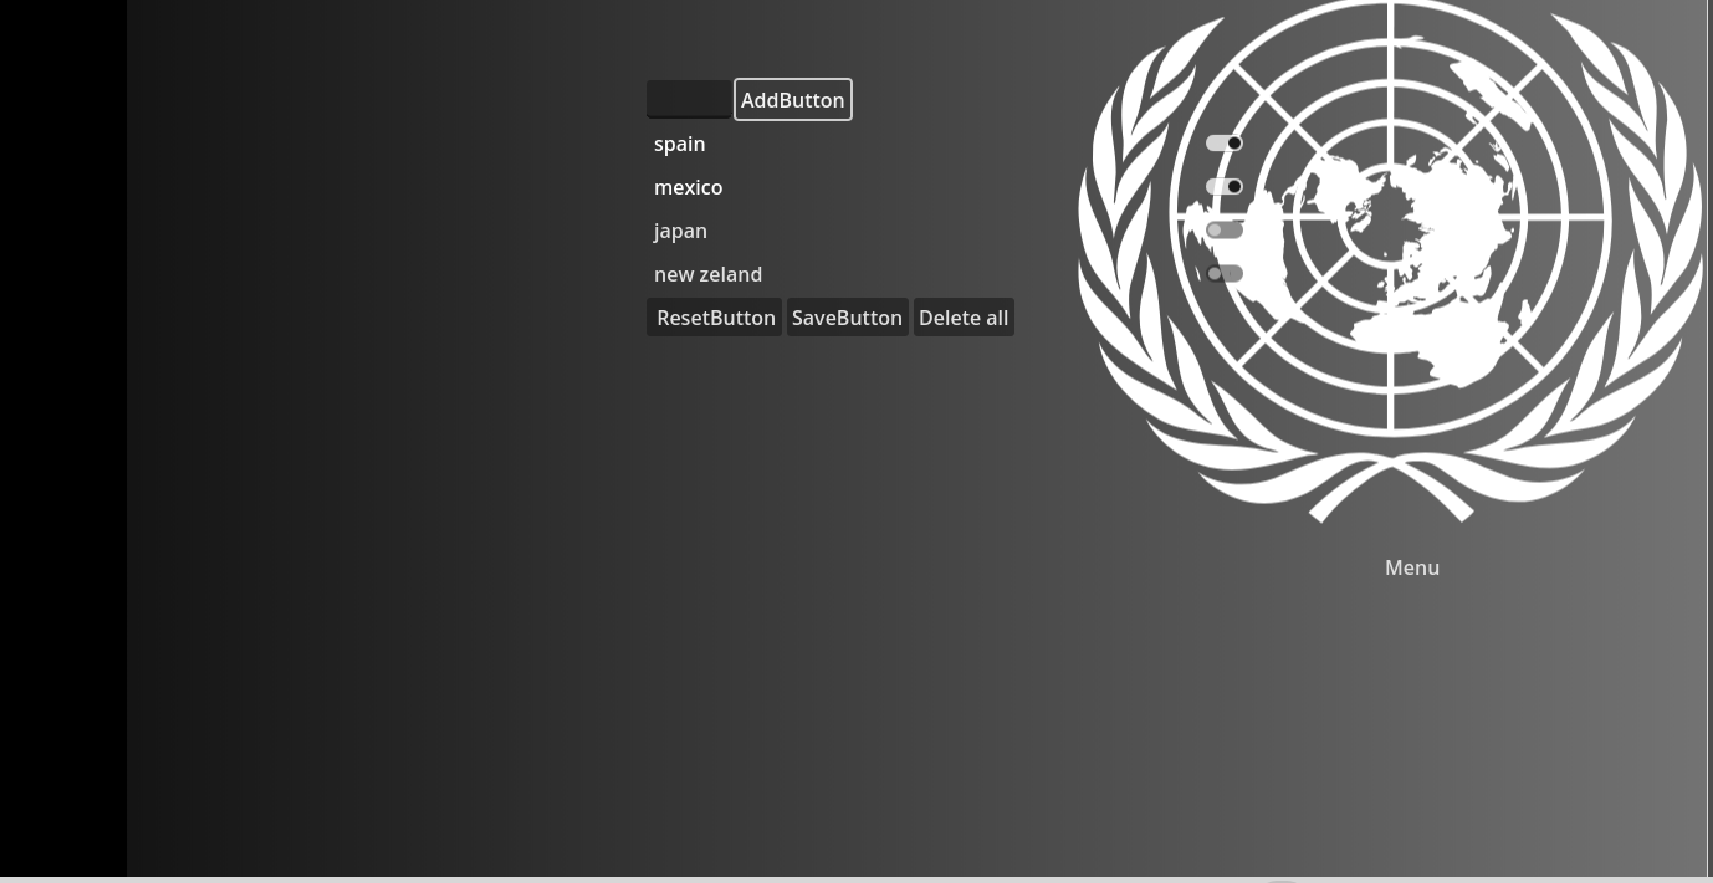 AddButton
spain
mexico
japan
new zeland
ResetButton SaveButton Delete all
Menu